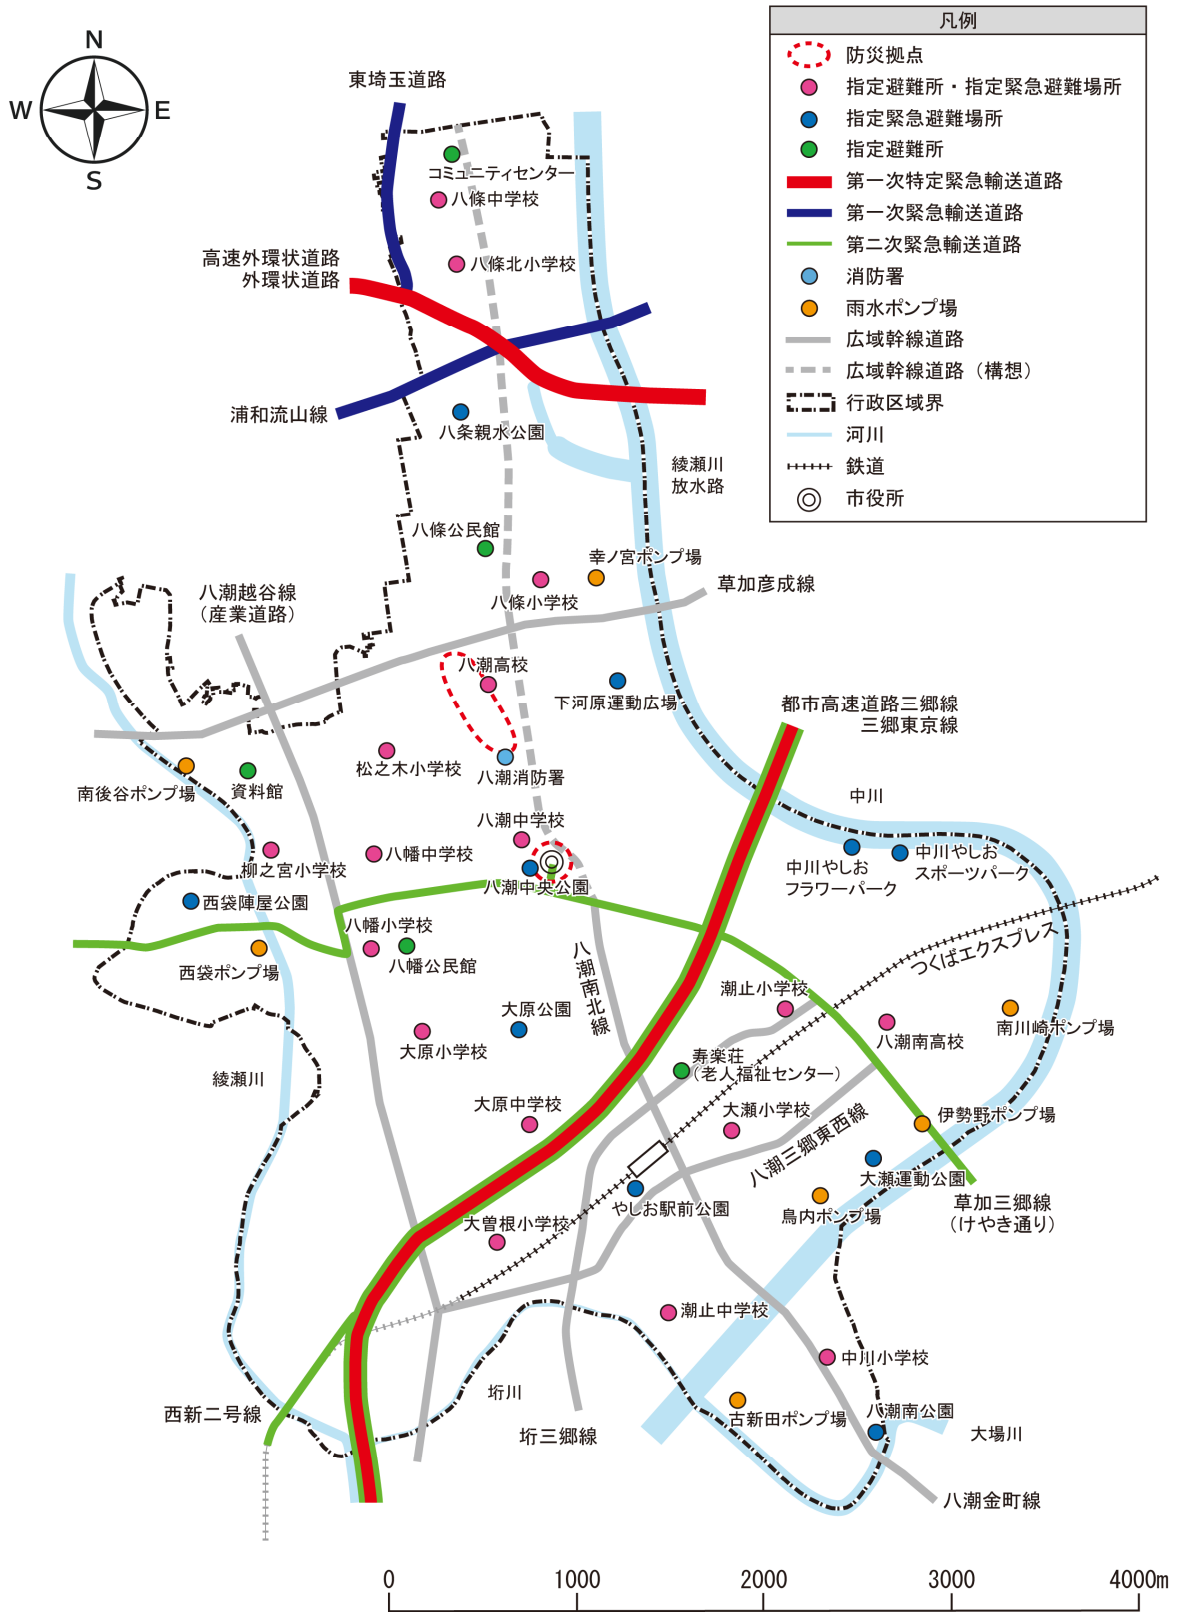 N
W
E
S
凡例
防災拠点
指定避難所・指定緊急避難場所
指定緊急避難場所
指定避難所
第一次特定緊急輸送道路
第一次緊急輸送道路
第二次緊急輸送道路
消防署
雨水ポンプ場
広域幹線道路
広域幹線道路（構想）
行政区域界
河川
鉄道
市役所
東埼玉道路
コミュニティセンター
八條中学校
高速外環状道路
外環状道路
八條北小学校
浦和流山線
八条親水公園
綾瀬川
放水路
八條公民館
幸ノ宮ポンプ場
八潮越谷線
（産業道路）
八條小学校
草加彦成線
八潮高校
下河原運動広場
都市高速道路三郷線
三郷東京線
松之木小学校
八潮消防署
南後谷ポンプ場
資料館
中川
八潮中学校
柳之宮小学校
八幡中学校
中川やしお
フラワーパーク
中川やしお
スポーツパーク
八潮中央公園
西袋陣屋公園
八幡小学校
八幡公民館
西袋ポンプ場
八潮南北線
つくばエクスプレス
潮止小学校
大原公園
大原小学校
八潮南高校
南川崎ポンプ場
寿楽荘
（老人福祉センター）
綾瀬川
大原中学校
大瀬小学校
八潮三郷東西線
伊勢野ポンプ場
大瀬運動公園
やしお駅前公園
鳥内ポンプ場
草加三郷線
（けやき通り）
大曽根小学校
潮止中学校
中川小学校
垳川
西新二号線
垳三郷線
古新田ポンプ場
八潮南公園
大場川
八潮金町線
0
1000
2000
3000
4000m